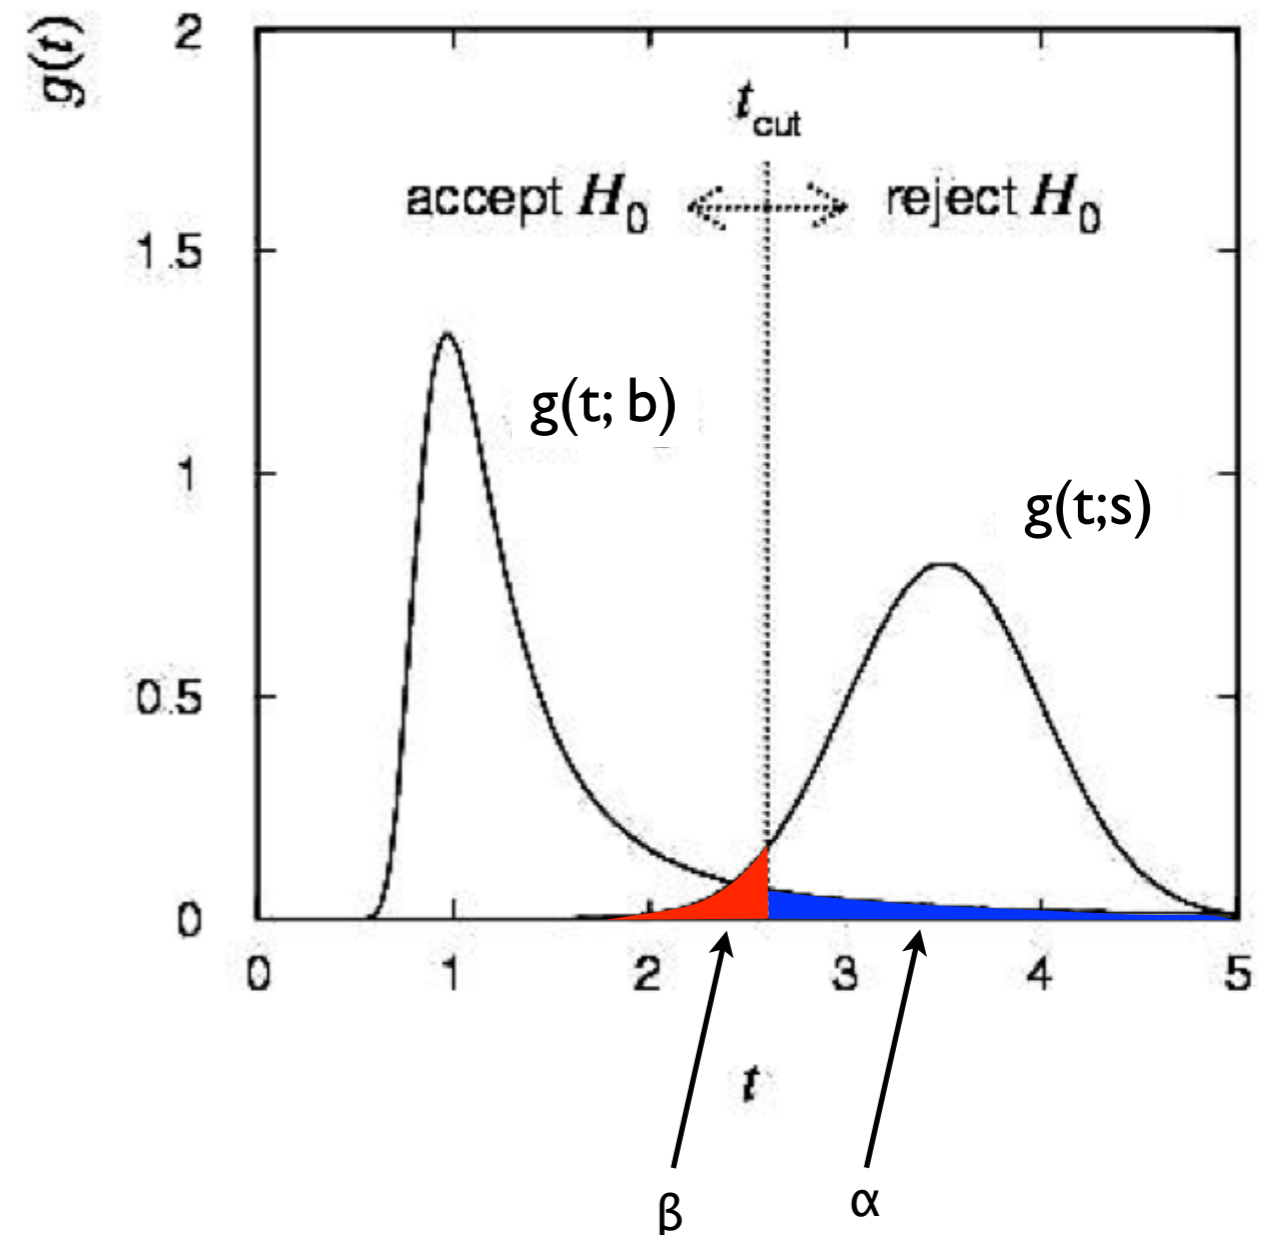 g(t)
2
t_cut
accept H_0 reject H_0
1.5
g(t; b)
1
g(t;s)
0.5
0
0 1 2 3 4 5
t
β α